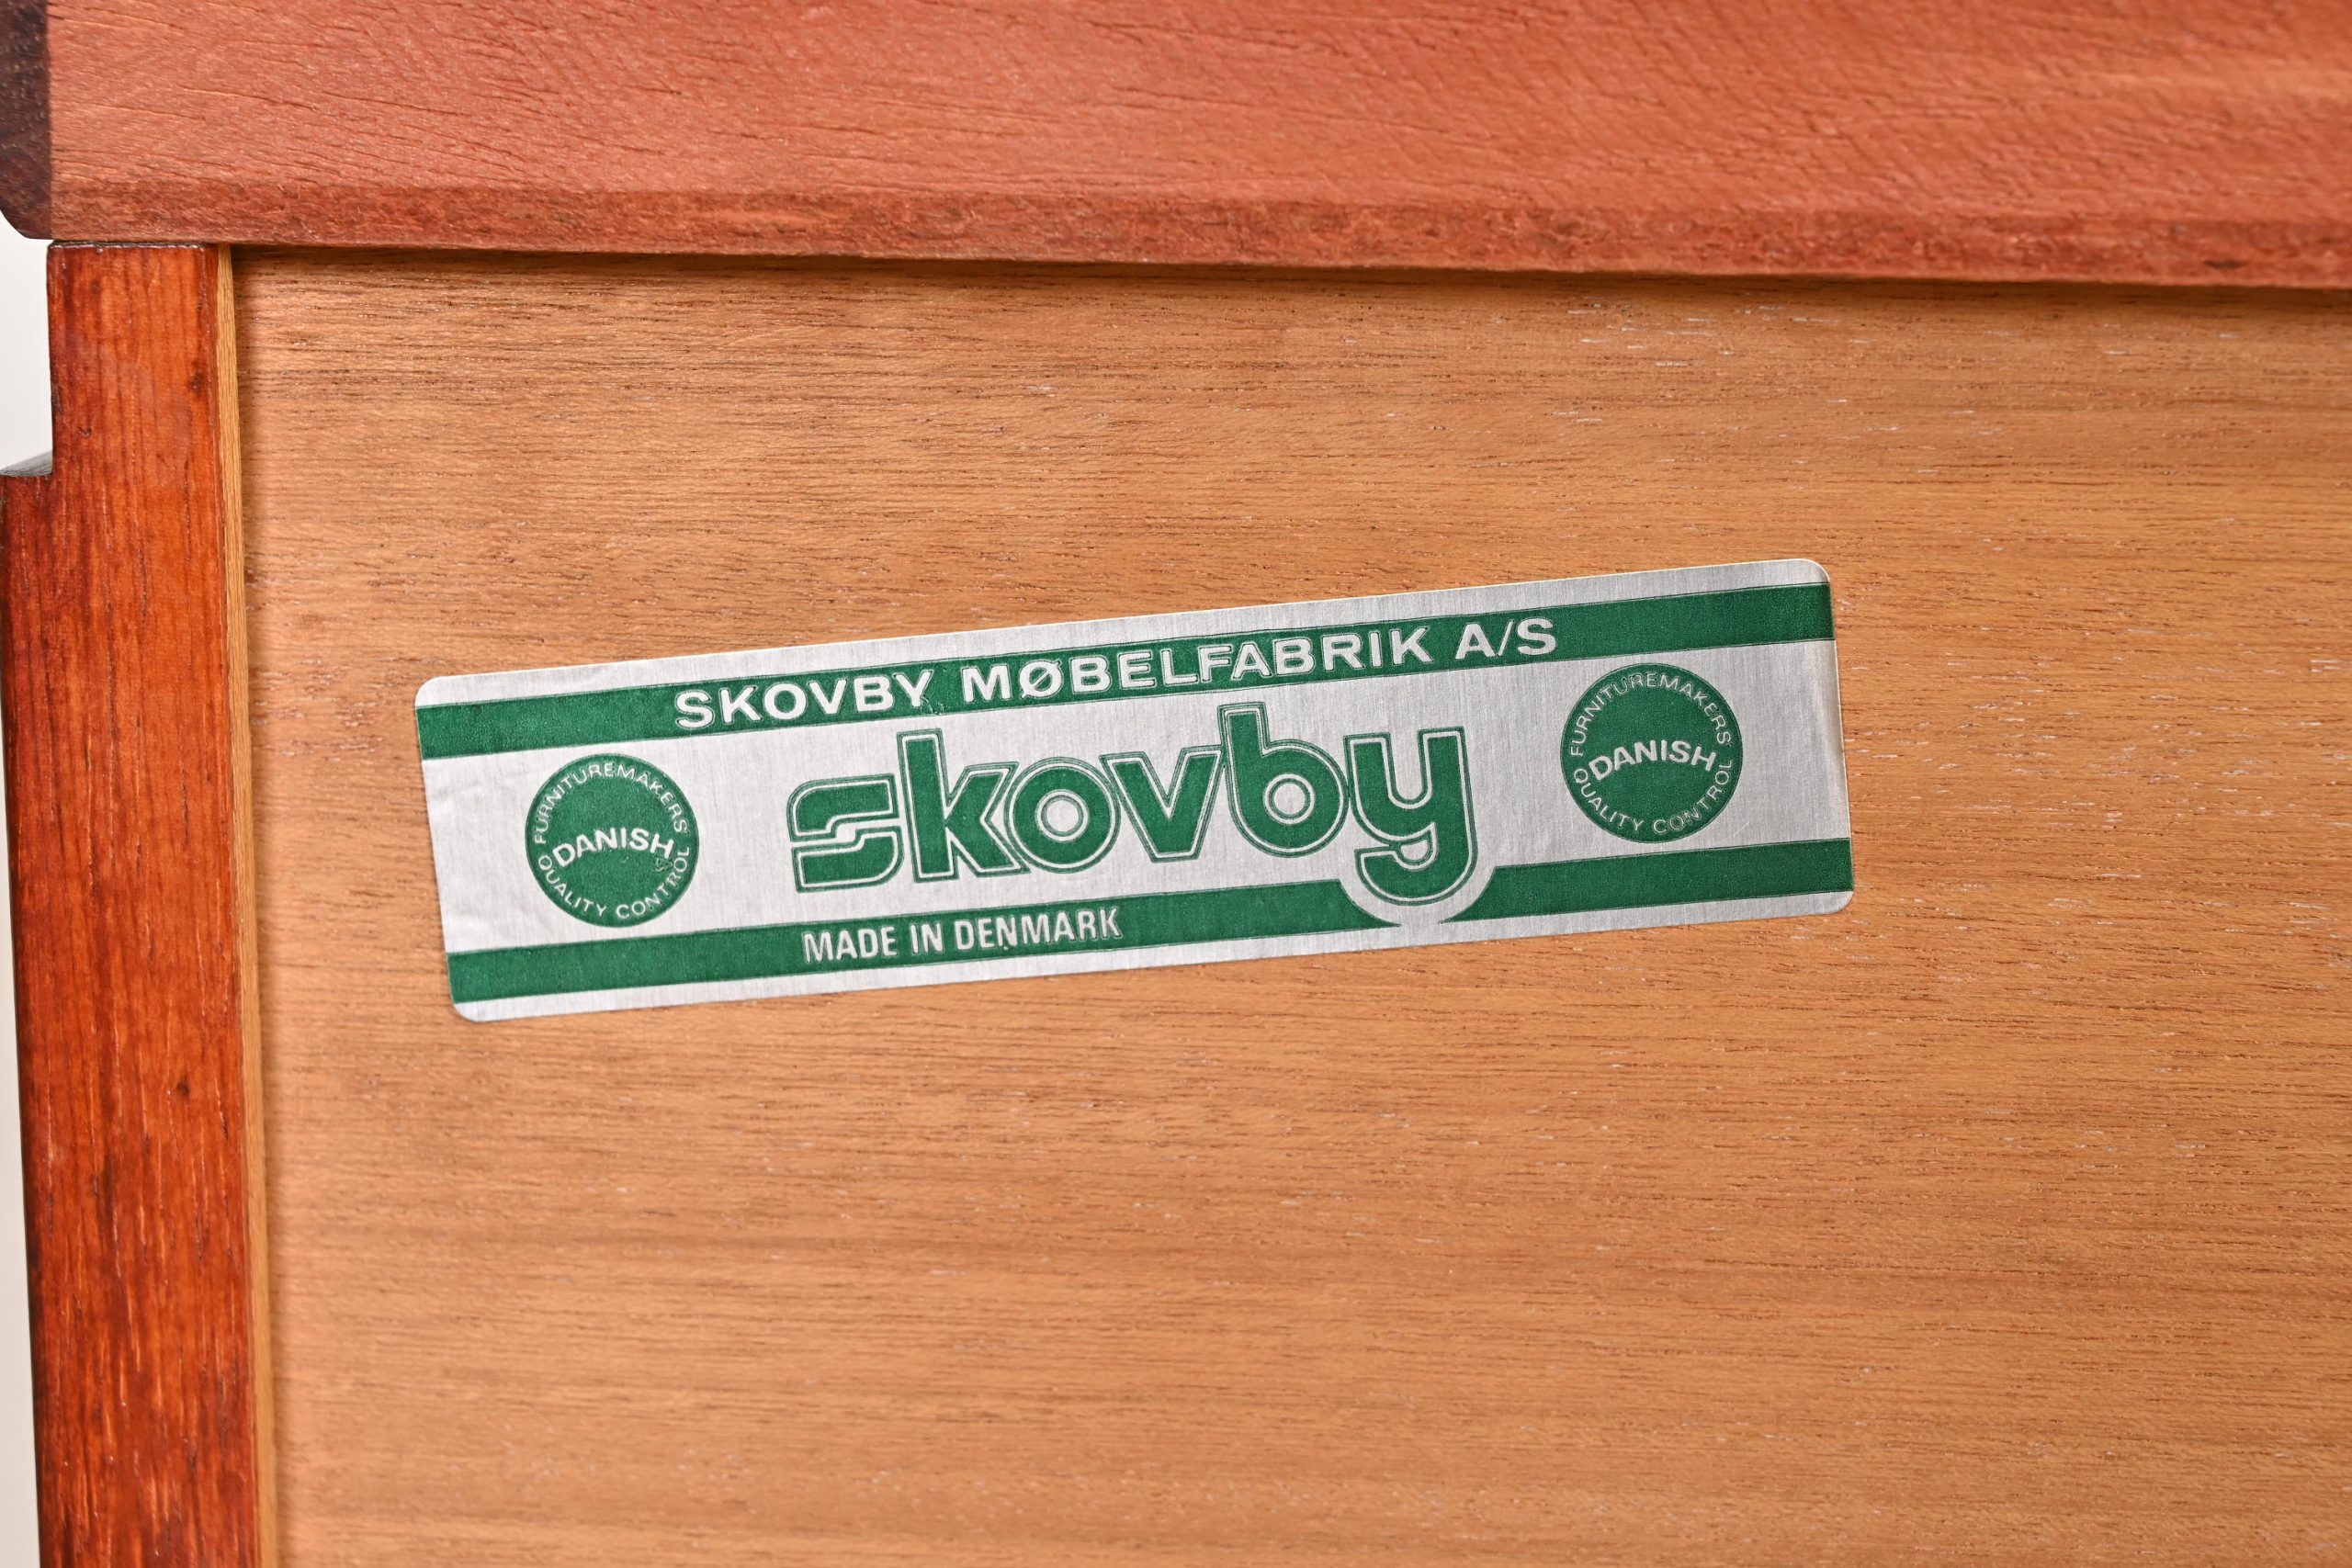 SKOVBY MØBELFABRIK A/S
FURNITUREMAKERS'
DANISH
QUALITY CONTROL
skovby
FURNITUREMAKERS'
DANISH
QUALITY CONTROL
MADE IN DENMARK